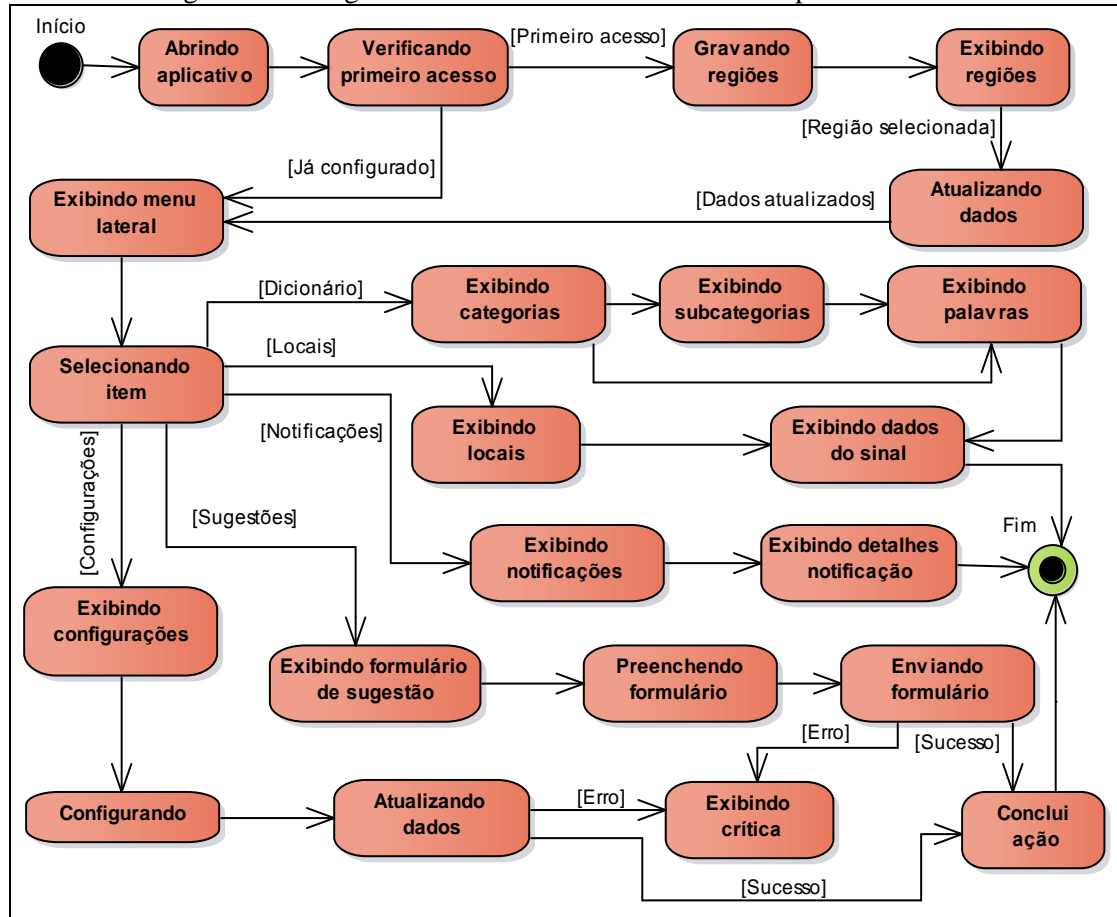 Início
Abrindo
aplicativo
Verificando
primeiro acesso
[Primeiro acesso]
Gravando
regiões
Exibindo
regiões
[Região selecionada]
[Já configurado]
Exibindo menu
lateral
[Dados atualizados]
Atualizando
dados
[Dicionário]
Exibindo
categorias
Exibindo
subcategorias
Exibindo
palavras
[Locais]
Selecionando
item
[Notificações]
Exibindo
locais
Exibindo dados
do sinal
[Configurações]
[Sugestões]
Fim
Exibindo
notificações
Exibindo detalhes
notificação
Exibindo
configurações
Exibindo formulário
de sugestão
Preenchendo
formulário
Enviando
formulário
[Erro]
[Sucesso]
Configurando
Atualizando
dados
[Erro]
Exibindo
crítica
Conclui
ação
[Sucesso]